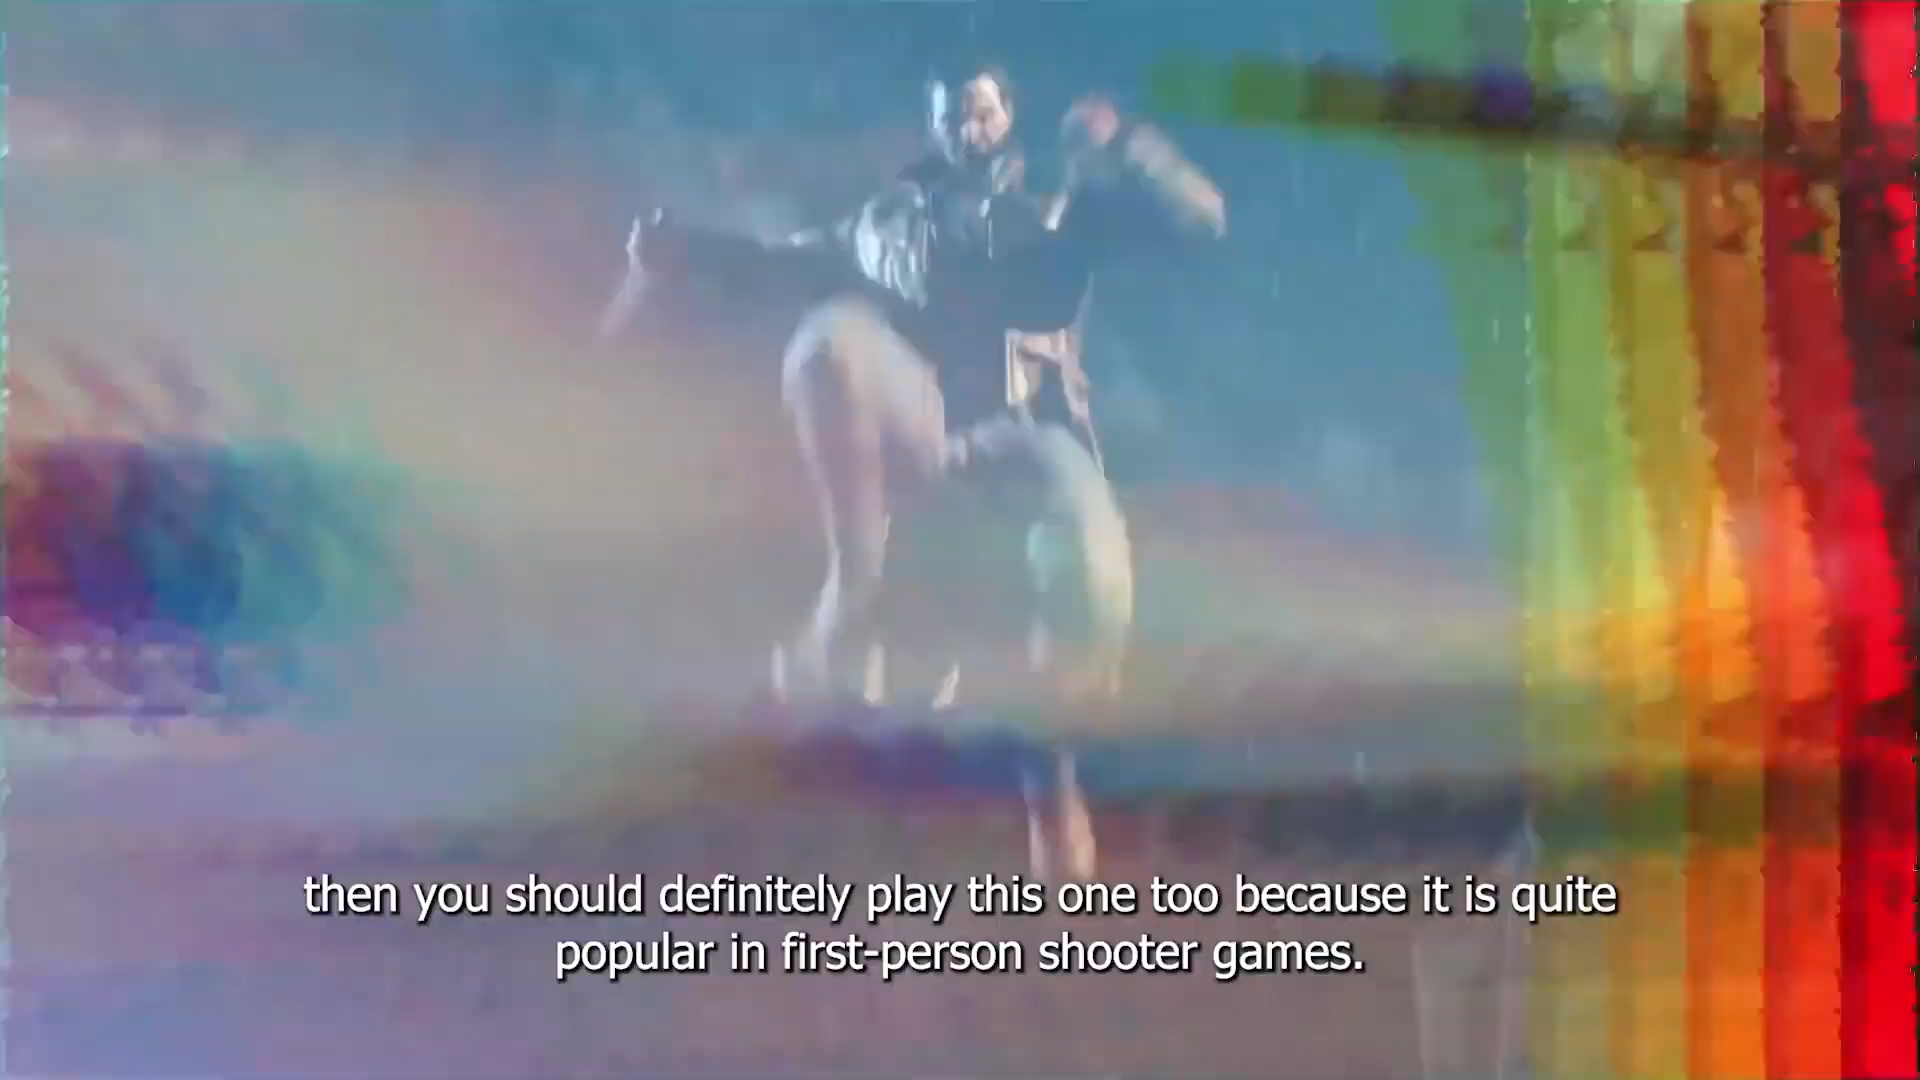 then you should definitely play this one too because it is quite
popular in first-person shooter games.